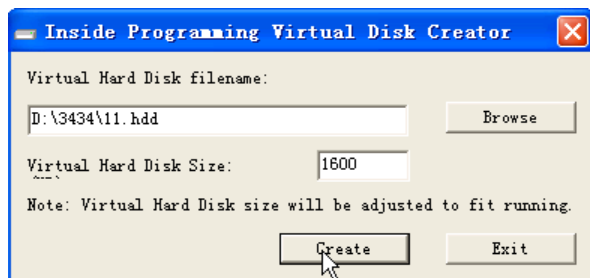 Inside Programming Virtual Disk Creator
Virtual Hard Disk filename:
D:\3434\11.hdd
Browse
Virtual Hard Disk Size:
1600
Note: Virtual Hard Disk size will be adjusted to fit running.
Create
Exit